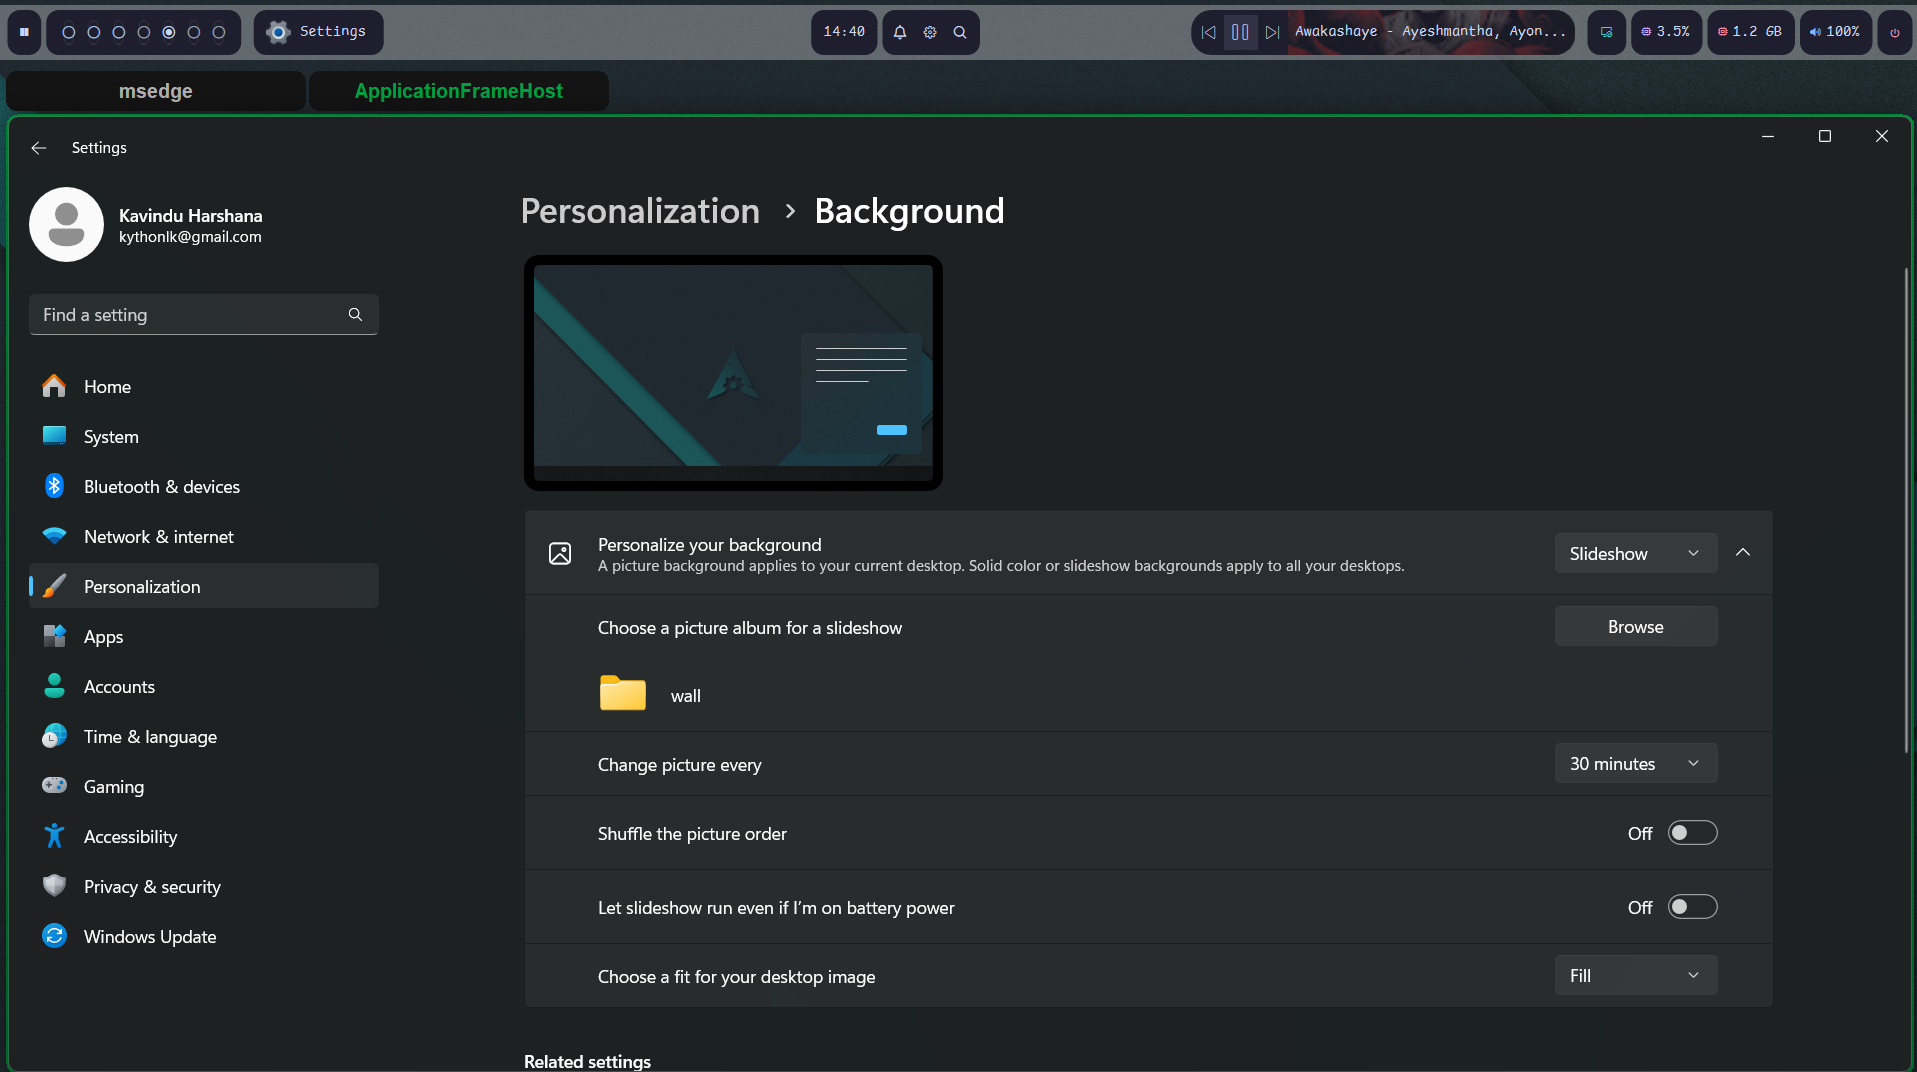 Settings
14:40
Awakashaye - Ayeshmantha, Ayon...
3.5%
1.2 GB
100%
msedge
ApplicationFrameHost
Settings
Kavindu Harshana
kythonlk@gmail.com
Find a setting
Home
System
Bluetooth & devices
Network & internet
Personalization
Apps
Accounts
Time & language
Gaming
Accessibility
Privacy & security
Windows Update
Personalization > Background
Personalize your background
A picture background applies to your current desktop. Solid color or slideshow backgrounds apply to all your desktops.
Slideshow
Choose a picture album for a slideshow
Browse
wall
Change picture every
30 minutes
Shuffle the picture order
Off
Let slideshow run even if I'm on battery power
Off
Choose a fit for your desktop image
Fill
Related settings